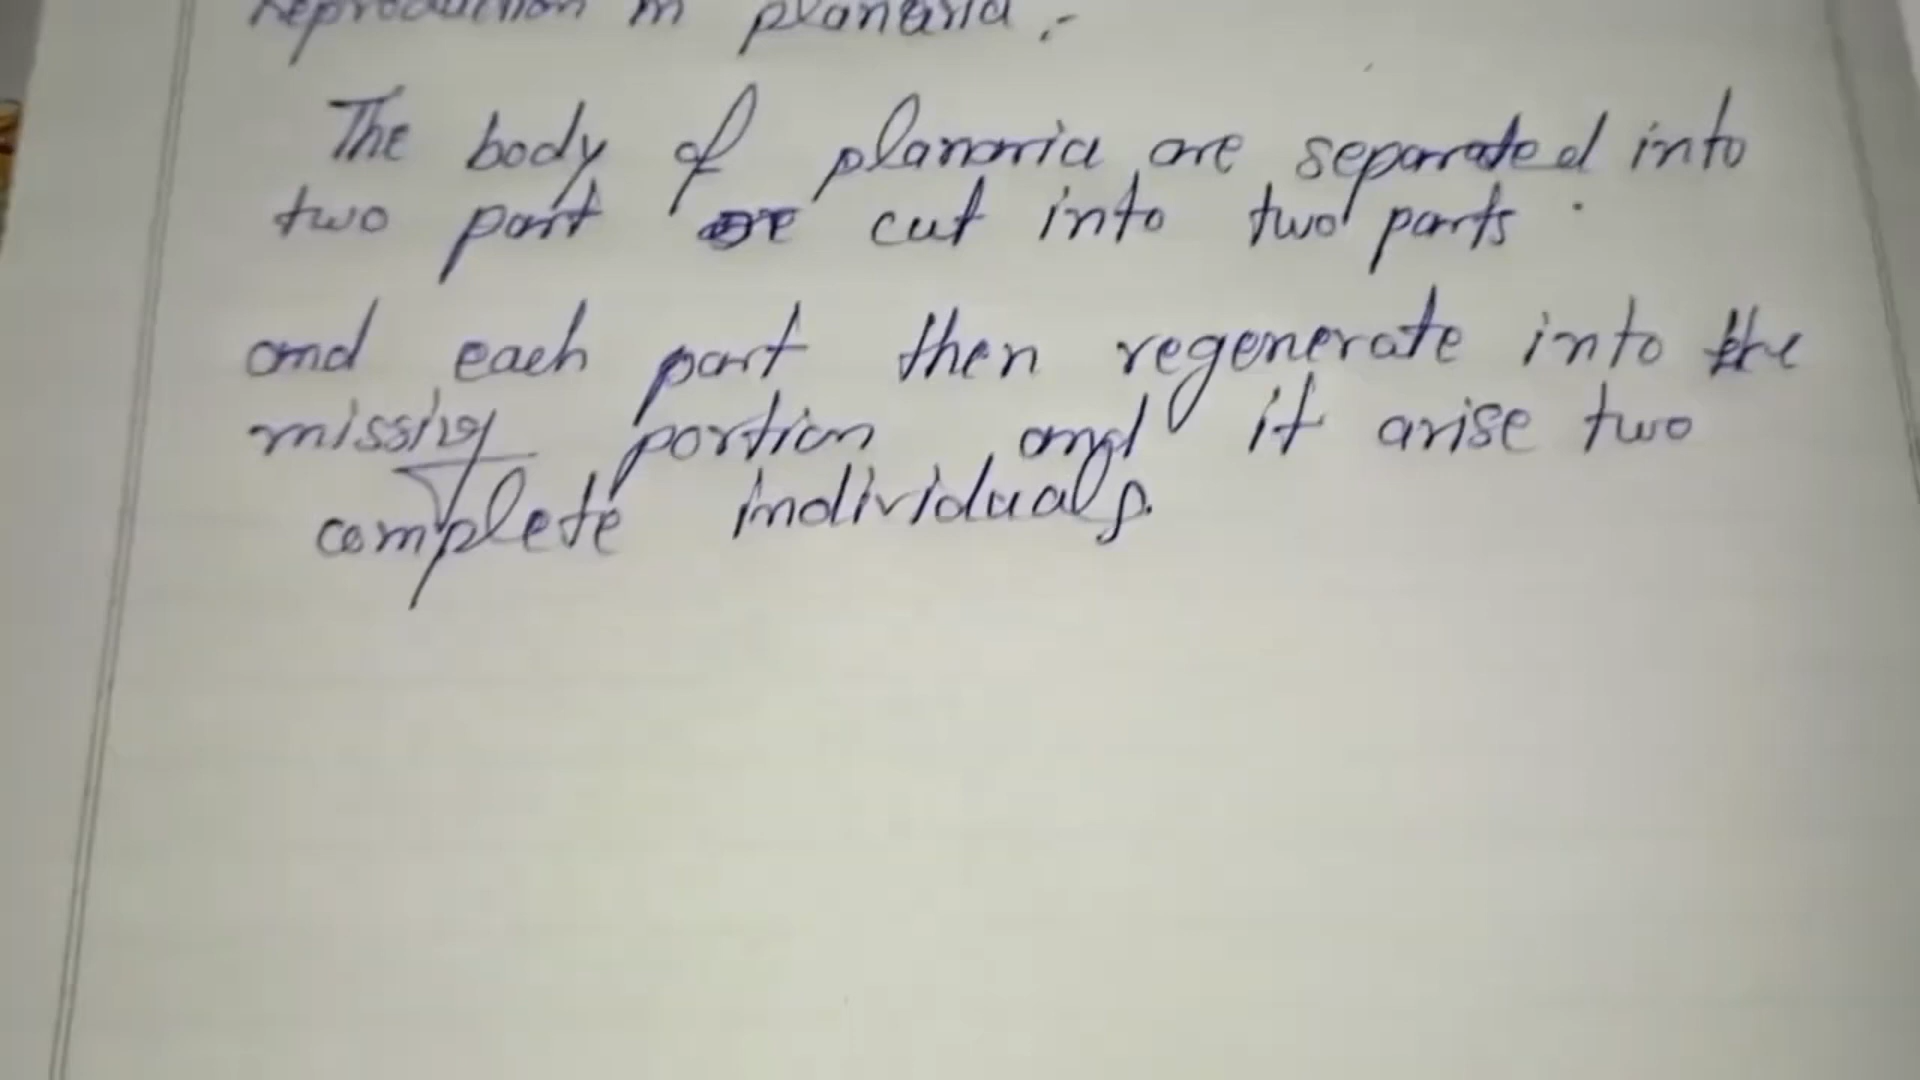 reproduction in planaria :-
The body of planaria are separated into
two part or cut into two parts .
and each part then regenerate into the
missing portion and it arise two
complete individuals.